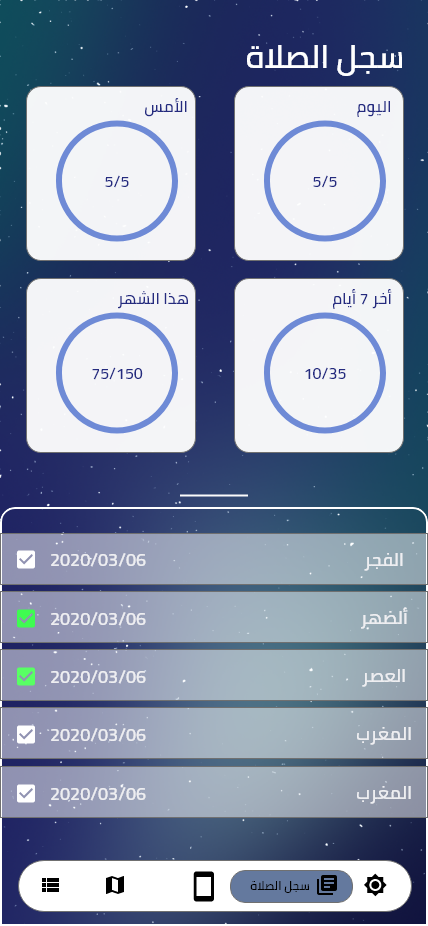 سجل الصلاة
اليوم
5/5
الأمس
5/5
أخر 7 أيام
10/35
هذا الشهر
75/150
الفجر 2020/03/06
ألضهر 2020/03/06
العصر 2020/03/06
المغرب 2020/03/06
المغرب 2020/03/06
سجل الصلاة